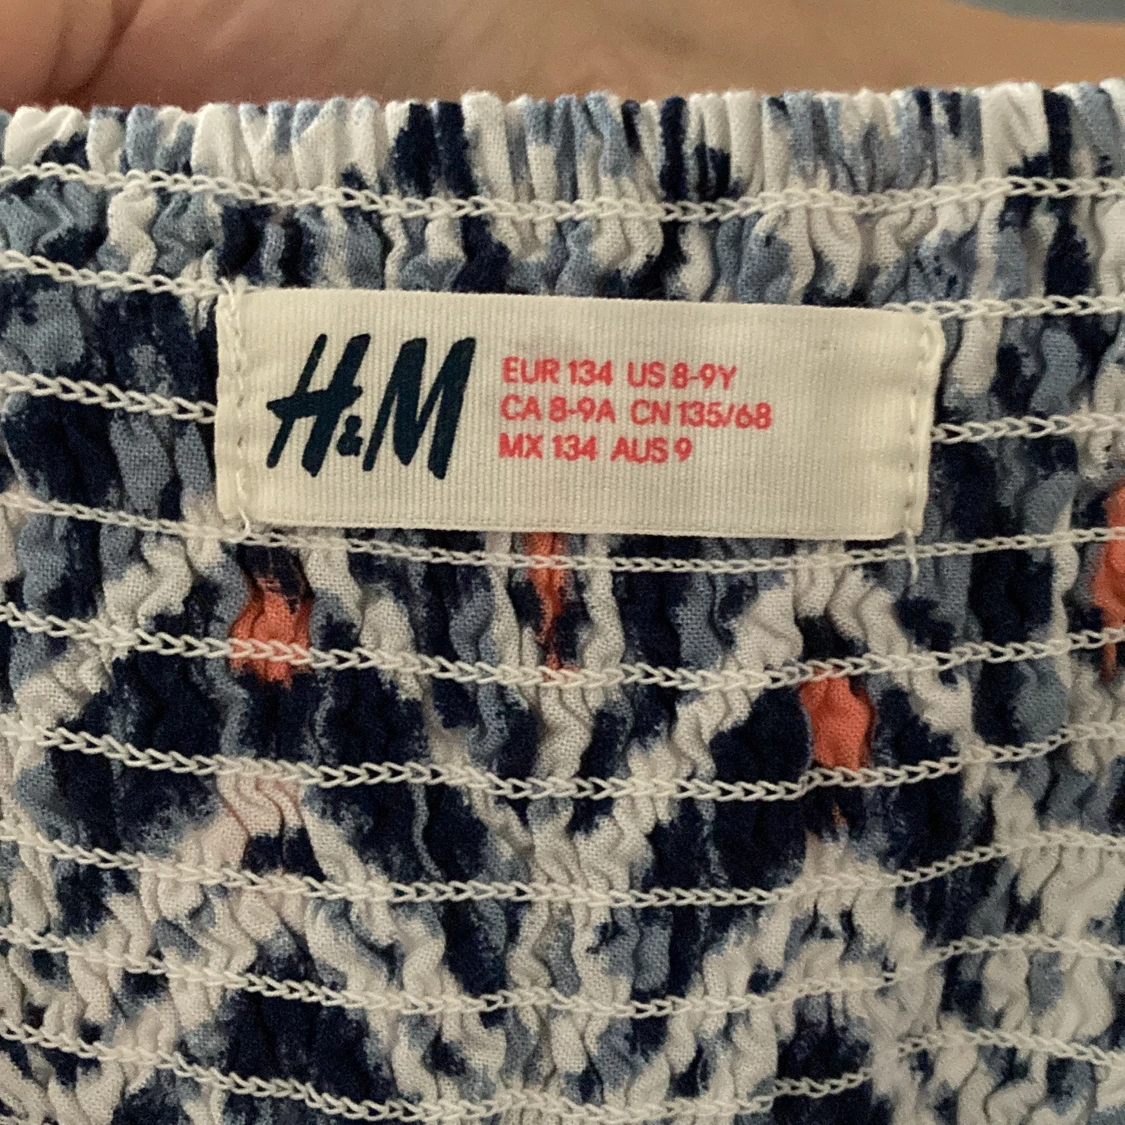 H&M
EUR 134 US 8-9Y
CA 8-9A CN 135/68
MX 134 AUS 9